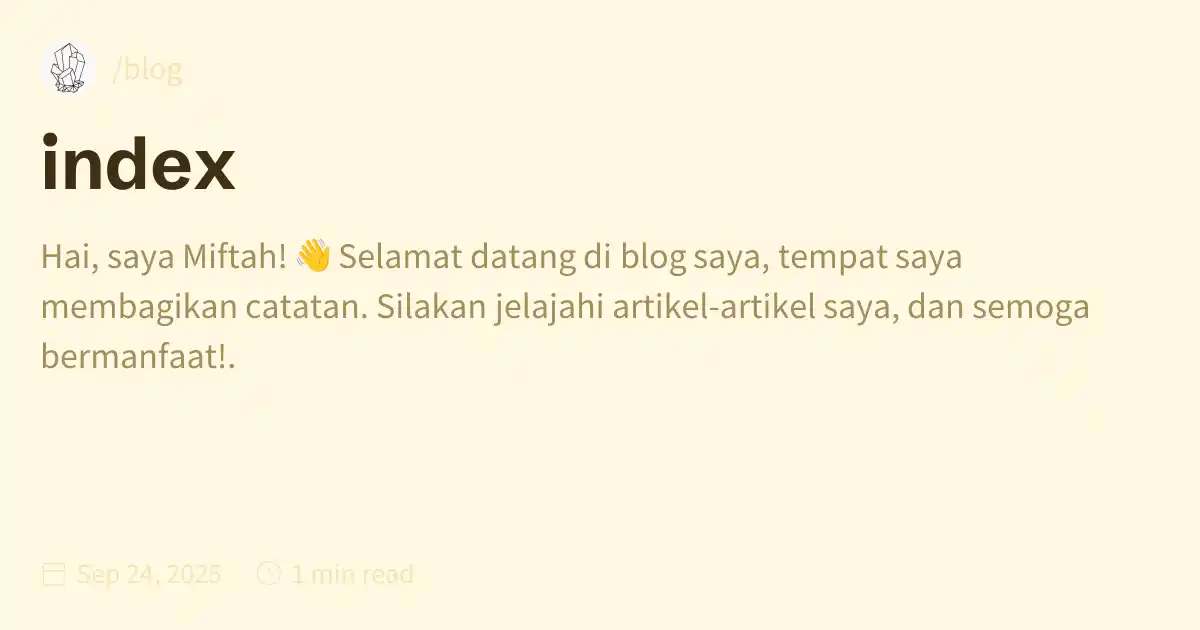 /blog
index
Hai, saya Miftah! 👋 Selamat datang di blog saya, tempat saya
membagikan catatan. Silakan jelajahi artikel-artikel saya, dan semoga
bermanfaat!.
Sep 24, 2025 1 min read